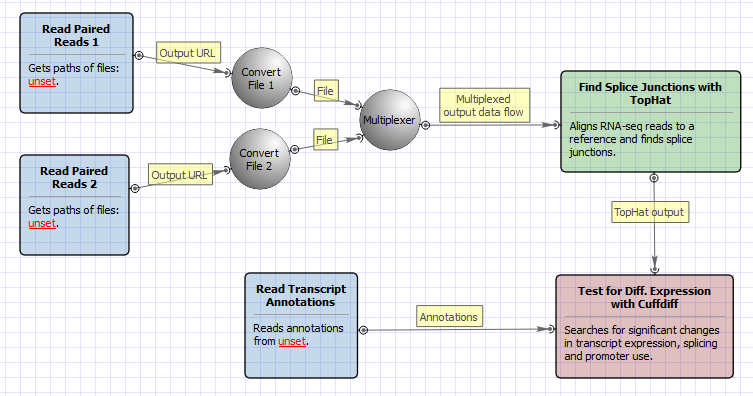 Read Paired
Reads 1
Gets paths of files:
unset.
Output URL
Convert
File 1
File
Multiplexer
Multiplexed
output data flow
Find Splice Junctions with
TopHat
Aligns RNA-seq reads to a
reference and finds splice
junctions.
Read Paired
Reads 2
Gets paths of files:
unset.
Output URL
Convert
File 2
File
TopHat output
Read Transcript
Annotations
Reads annotations
from unset.
Annotations
Test for Diff. Expression
with Cuffdiff
Searches for significant changes
in transcript expression, splicing
and promoter use.